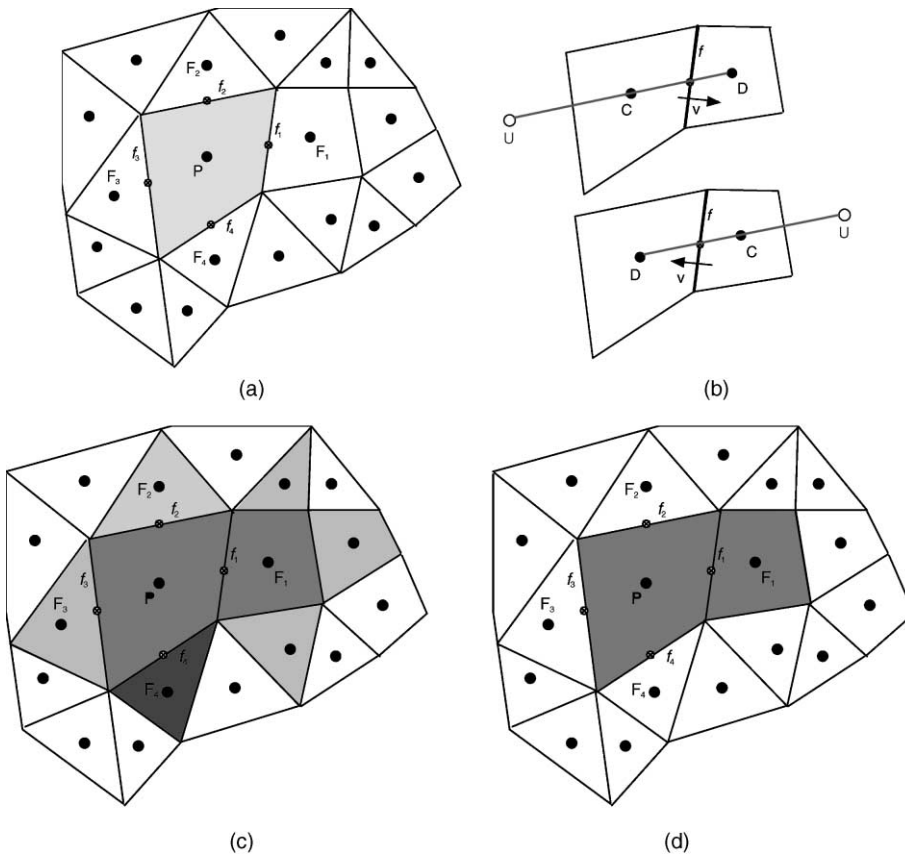 F₂
f₂
f₁
F₁
P
f₃
F₃
f₄
F₄
(a)
f
D
C
v
U
f
U
C
D
v
(b)
F₂
f₂
f₁
F₁
P
f₃
F₃
f₄
F₄
(c)
F₂
f₂
f₁
F₁
P
f₃
F₃
f₄
F₄
(d)